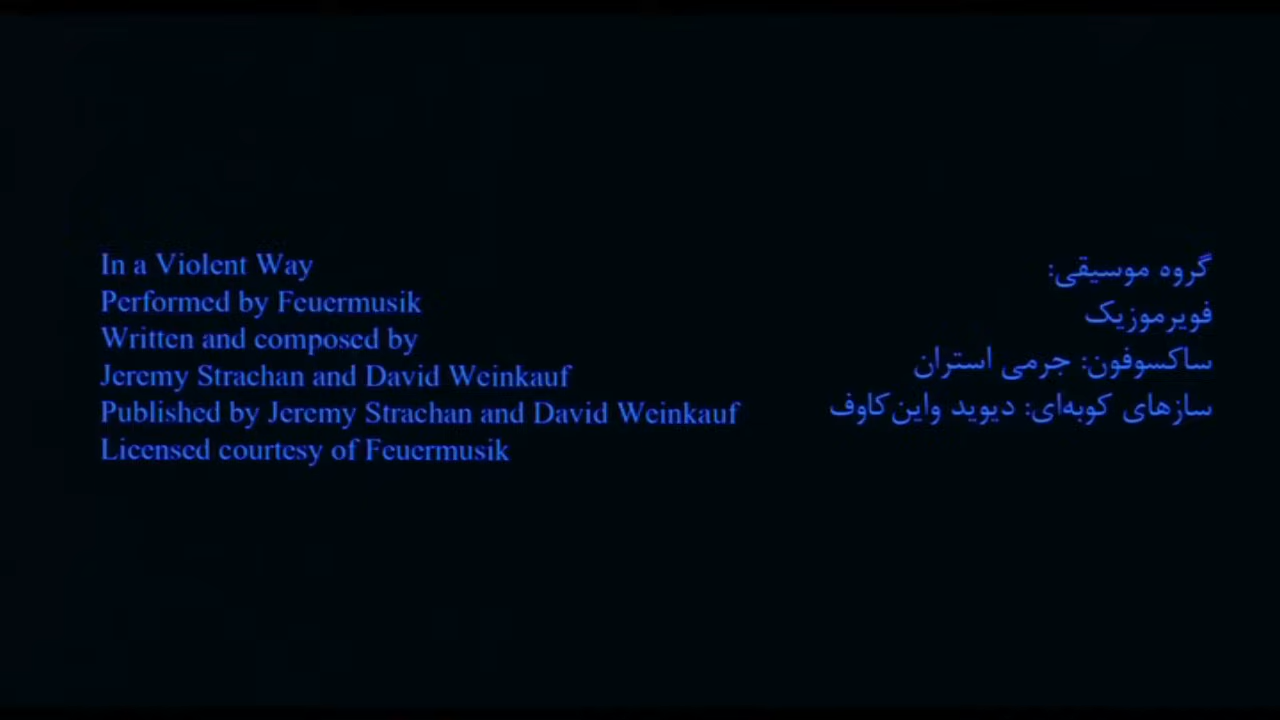 In a Violent Way
Performed by Feuermusik
Written and composed by
Jeremy Strachan and David Weinkauf
Published by Jeremy Strachan and David Weinkauf
Licensed courtesy of Feuermusik
گروه موسیقی:
فویرموزیک
ساکسوفون: جرمی استران
سازهای کوبه‌ای: دیوید واین‌کاوف